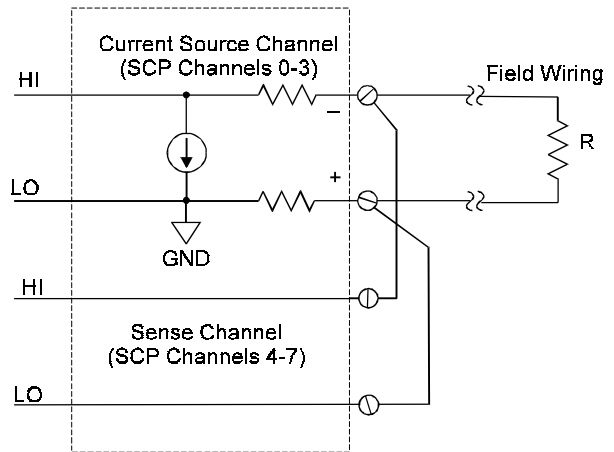 Current Source Channel
(SCP Channels 0-3)
HI
Field Wiring
–
R
+
LO
GND
HI
Sense Channel
(SCP Channels 4-7)
LO